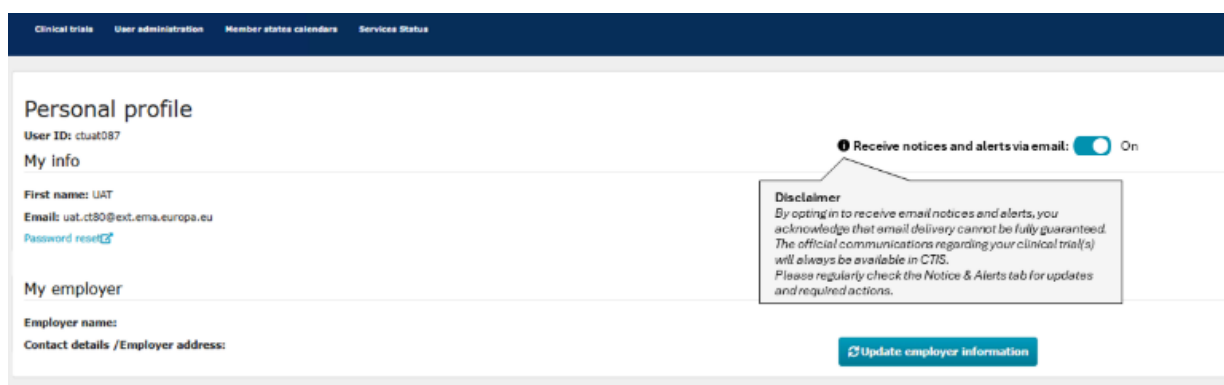 Clinical trials User administration Member states calendars Services Status
Personal profile
User ID: ctuat087
Receive notices and alerts via email: On
My info
Disclaimer
By opting in to receive email notices and alerts, you
acknowledge that email delivery cannot be fully guaranteed.
The official communications regarding your clinical trial(s)
will always be available in CTIS.
Please regularly check the Notice & Alerts tab for updates
and required actions.
First name: UAT
Email: uat.ct80@ext.ema.europa.eu
Password reset
My employer
Employer name:
Contact details /Employer address:
Update employer information